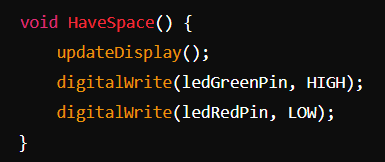 void HaveSpace() {
    updateDisplay();
    digitalWrite(ledGreenPin, HIGH);
    digitalWrite(ledRedPin, LOW);
}